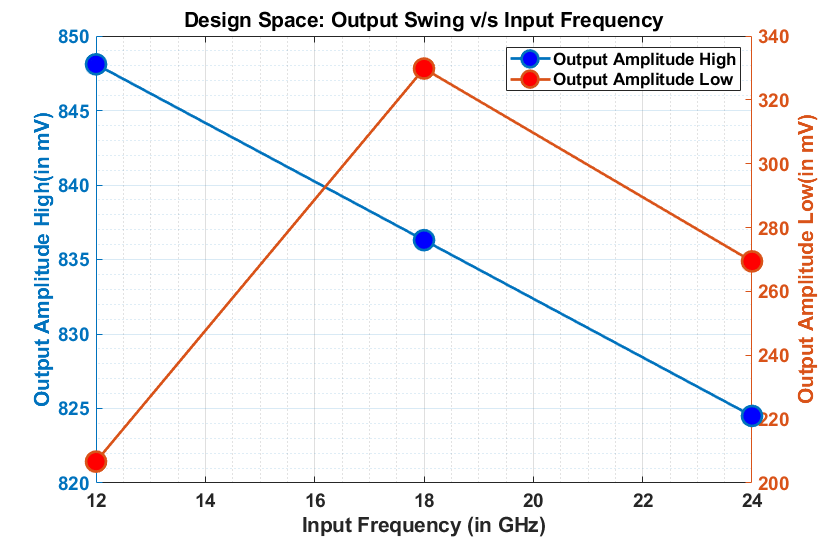 Design Space: Output Swing v/s Input Frequency
Output Amplitude High
Output Amplitude Low
850
845
840
835
830
825
820
Output Amplitude High(in mV)
340
320
300
280
260
240
220
200
Output Amplitude Low(in mV)
12 14 16 18 20 22 24
Input Frequency (in GHz)